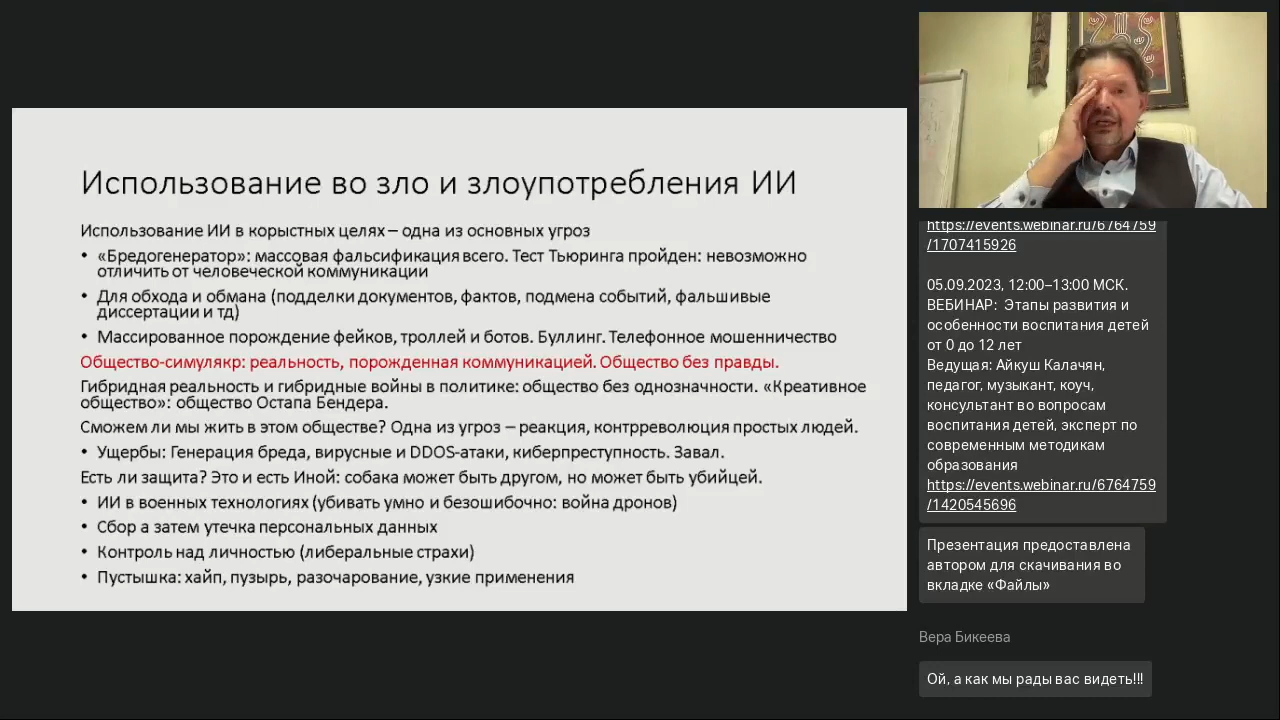 Использование во зло и злоупотребления ИИ
Использование ИИ в корыстных целях – одна из основных угроз
• «Бредогенератор»: массовая фальсификация всего. Тест Тьюринга пройден: невозможно
отличить от человеческой коммуникации
• Для обхода и обмана (подделки документов, фактов, подмена событий, фальшивые
диссертации и тд)
• Массированное порождение фейков, троллей и ботов. Буллинг. Телефонное мошенничество
Общество-симулякр: реальность, порожденная коммуникацией. Общество без правды.
Гибридная реальность и гибридные войны в политике: общество без однозначности. «Креативное
общество»: общество Остапа Бендера.
Сможем ли мы жить в этом обществе? Одна из угроз – реакция, контрреволюция простых людей.
• Ущербы: Генерация бреда, вирусные и DDOS-атаки, киберпреступность. Завал.
Есть ли защита? Это и есть Иной: собака может быть другом, но может быть убийцей.
• ИИ в военных технологиях (убивать умно и безошибочно: война дронов)
• Сбор а затем утечка персональных данных
• Контроль над личностью (либеральные страхи)
• Пустышка: хайп, пузырь, разочарование, узкие применения
https://events.webinar.ru/6764759
/1707415926
05.09.2023, 12:00–13:00 МСК.
ВЕБИНАР: Этапы развития и
особенности воспитания детей
от 0 до 12 лет
Ведущая: Айкуш Калачян,
педагог, музыкант, коуч,
консультант во вопросам
воспитания детей, эксперт по
современным методикам
образования
https://events.webinar.ru/6764759
/1420545696
Презентация предоставлена
автором для скачивания во
вкладке «Файлы»
Вера Бикеева
Ой, а как мы рады вас видеть!!!